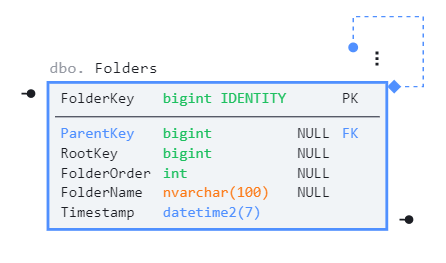 dbo. Folders
FolderKey bigint IDENTITY PK
ParentKey bigint NULL FK
RootKey bigint NULL
FolderOrder int NULL
FolderName nvarchar(100) NULL
Timestamp datetime2(7)